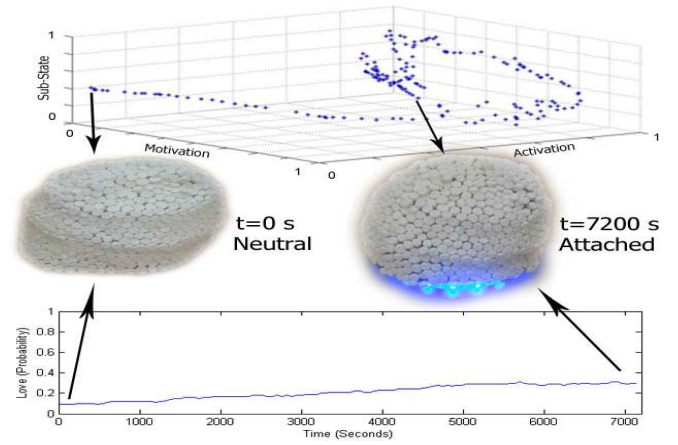 1
Sub-State
0
0
Motivation
1
0
Activation
1
t=0 s
Neutral
t=7200 s
Attached
1
0.8
0.6
0.4
0.2
0
Love (Probability)
0 1000 2000 3000 4000 5000 6000 7000
Time (Seconds)